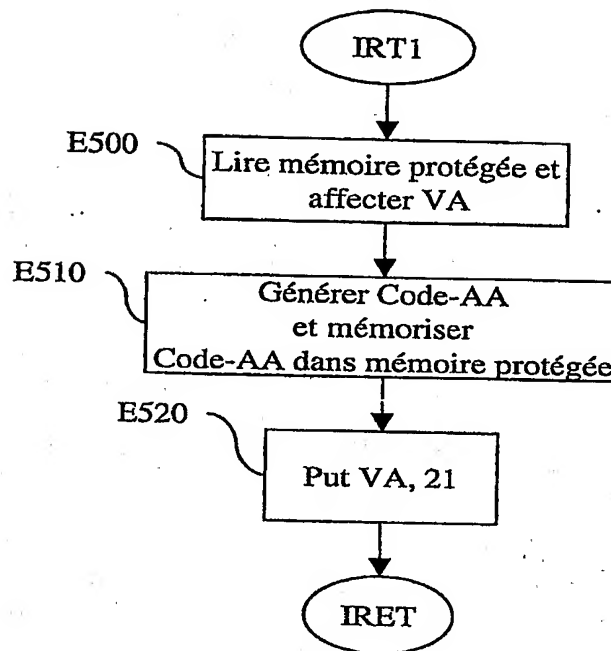 IRT1
E500
Lire mémoire protégée et
affecter VA
E510
Générer Code-AA
et mémoriser
Code-AA dans mémoire protégée
E520
Put VA, 21
IRET